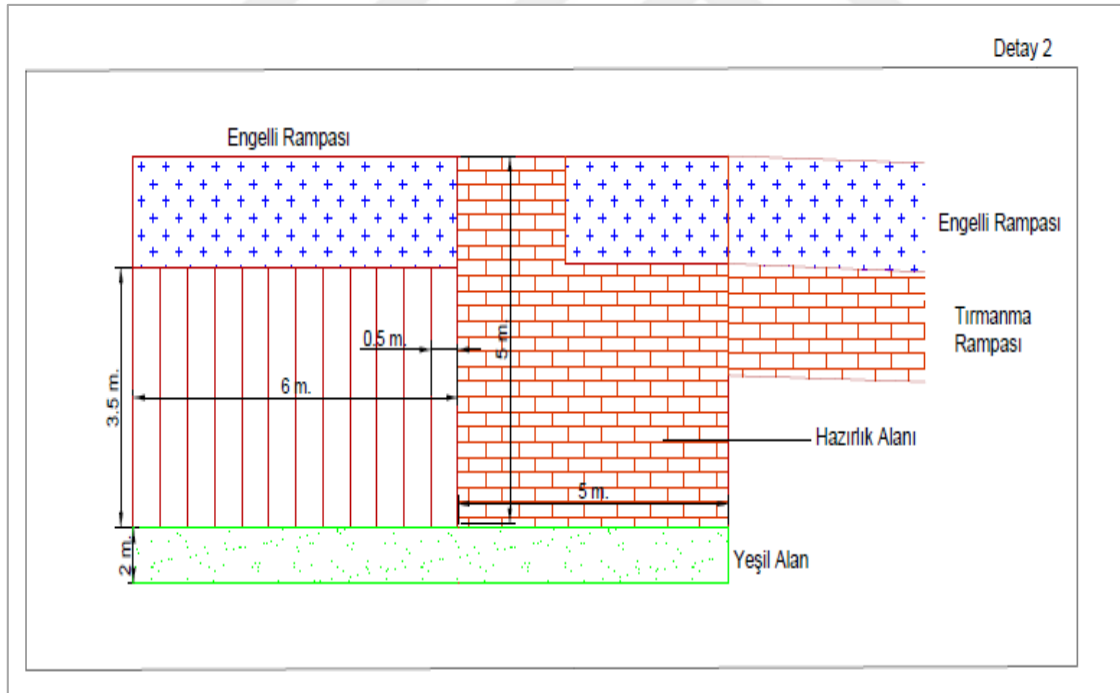 Detay 2
Engelli Rampası
Engelli Rampası
Tırmanma
Rampası
0.5 m.
5 m.
6 m.
3.5 m.
Hazırlık Alanı
5 m.
2 m.
Yeşil Alan